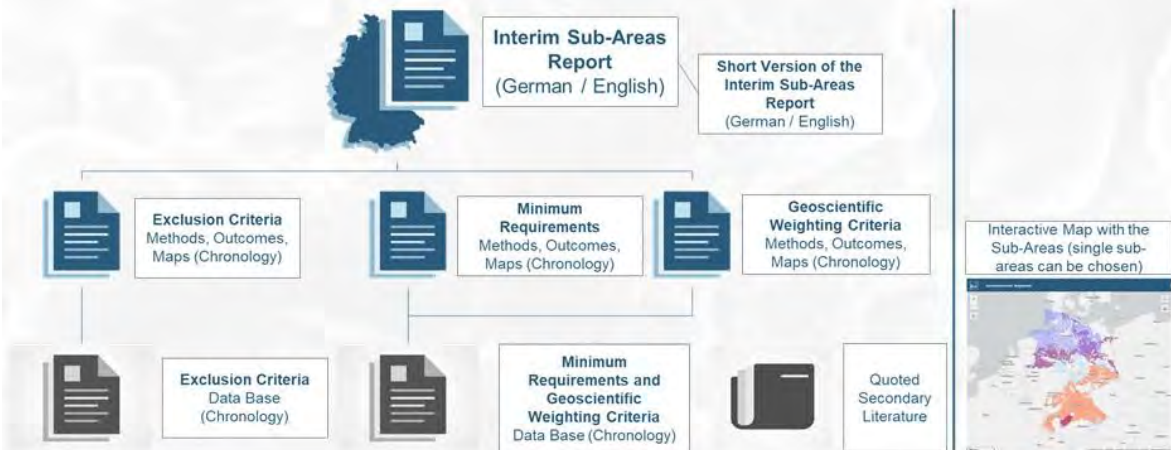 Interim Sub-Areas
Report
(German / English)
Short Version of the
Interim Sub-Areas
Report
(German / English)
Exclusion Criteria
Methods, Outcomes,
Maps (Chronology)
Minimum
Requirements
Methods, Outcomes,
Maps (Chronology)
Geoscientific
Weighting Criteria
Methods, Outcomes,
Maps (Chronology)
Interactive Map with the
Sub-Areas (single sub-
areas can be chosen)
Exclusion Criteria
Data Base
(Chronology)
Minimum
Requirements and
Geoscientific
Weighting Criteria
Data Base (Chronology)
Quoted
Secondary
Literature